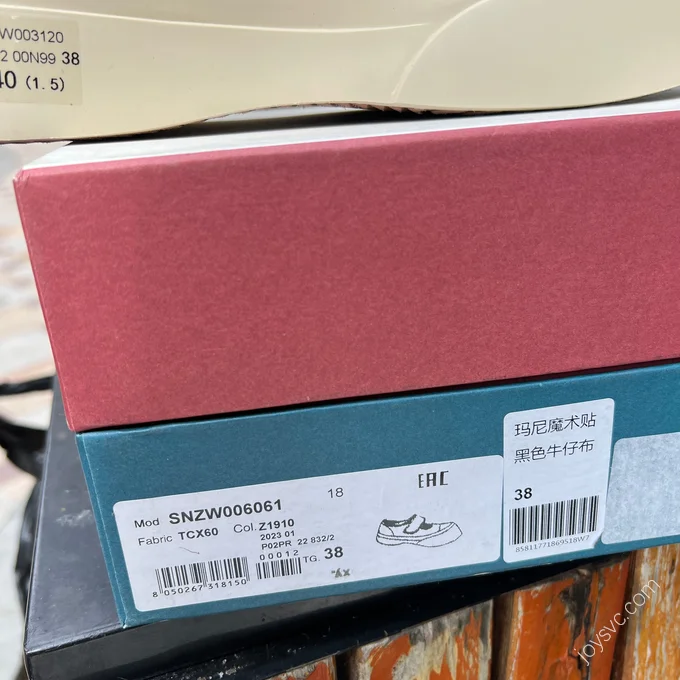 W003120
2 00N99 38
40 (1.5)
玛尼魔术贴
黑色牛仔布
38
8581177186951 8W7
Mod SNZW006061 18 EAC
Fabric TCX60 Col. Z1910
2023 01
P02PR 22 832/2
00012 TG. 38
8 050267 318150
joysvc.com